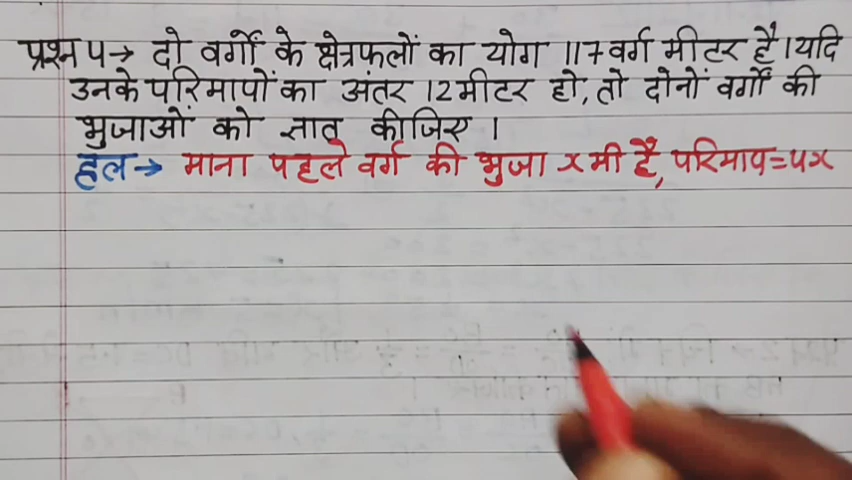 प्रश्न 4→ दो वर्गों के क्षेत्रफलों का योग 117 वर्ग मीटर है। यदि
उनके परिमापों का अंतर 12 मीटर हो, तो दोनों वर्गों की
भुजाओं को ज्ञात कीजिए।
हल→ माना पहले वर्ग की भुजा x मी है, परिमाप=4x